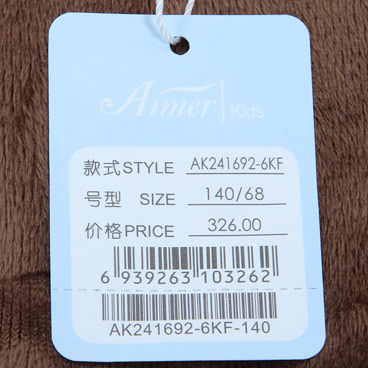 Aimer | Kids
款式STYLE AK241692-6KF
号型 SIZE 140/68
价格PRICE 326.00
6 939263 103262
AK241692-6KF-140